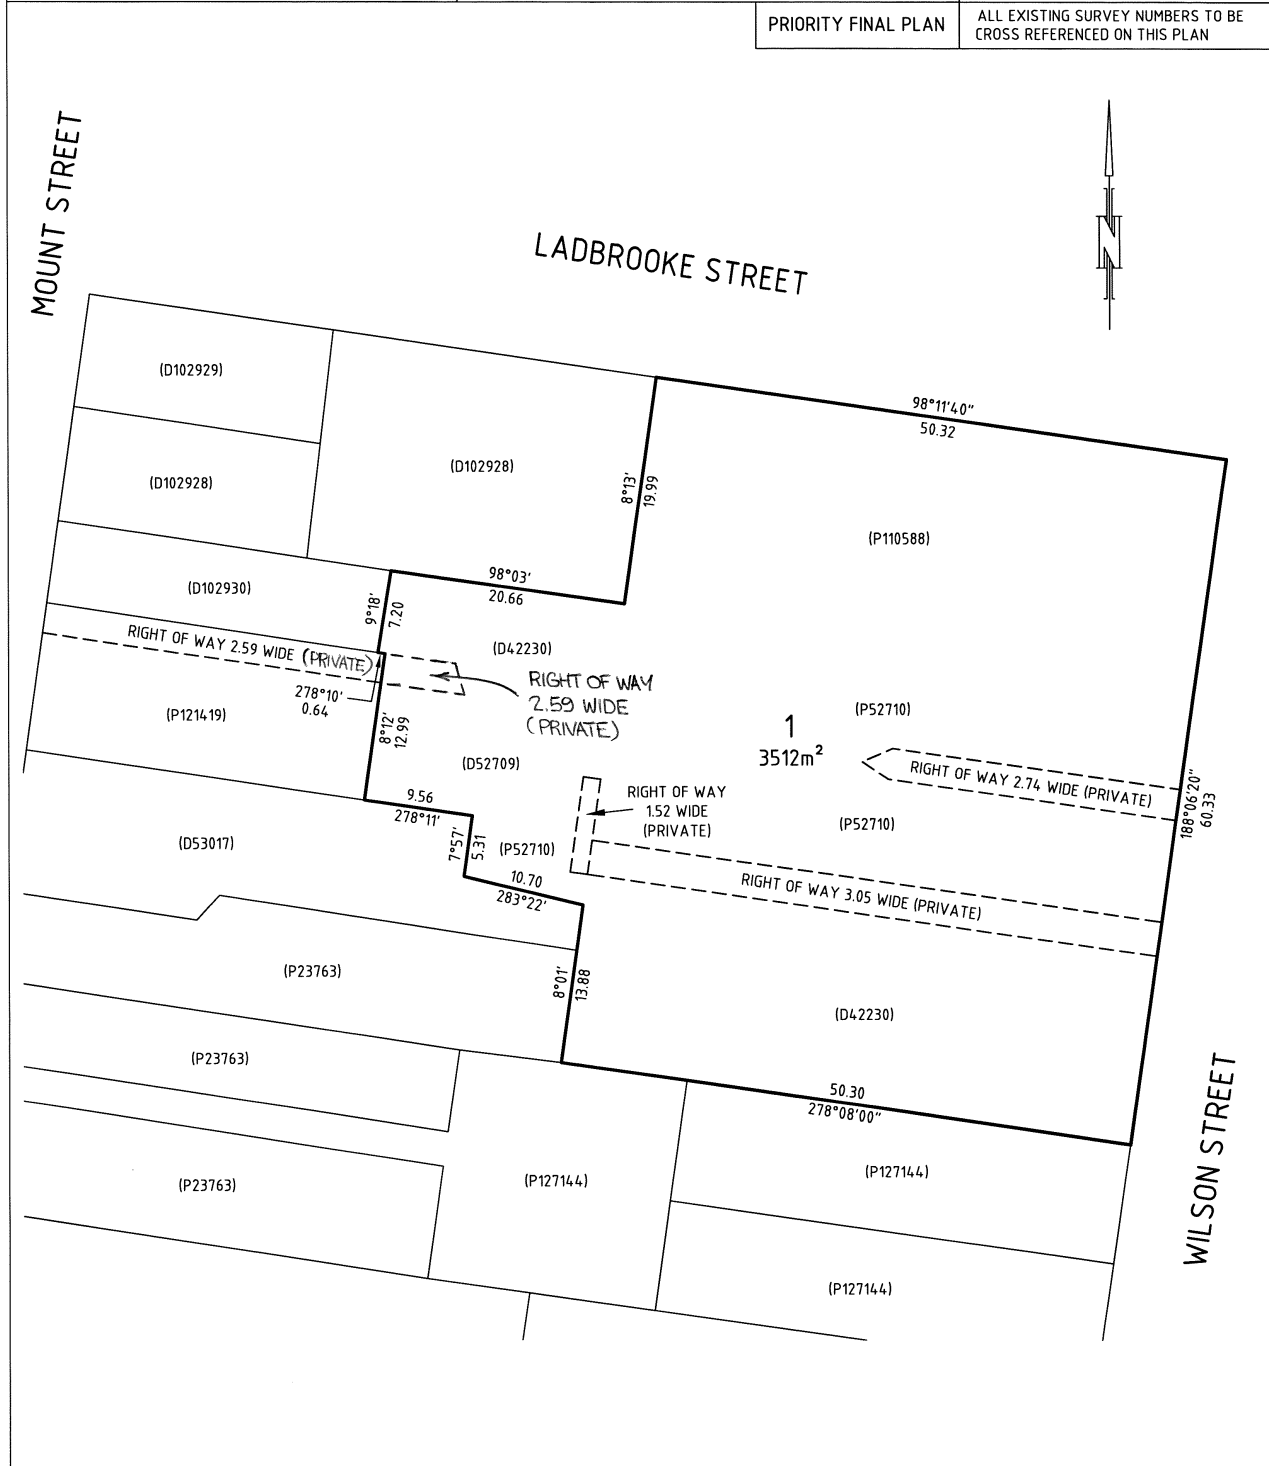 PRIORITY FINAL PLAN
ALL EXISTING SURVEY NUMBERS TO BE
CROSS REFERENCED ON THIS PLAN
MOUNT STREET
LADBROOKE STREET
N
(D102929)
98°11'40"
50.32
(D102928)
(D102928)
8°13'
19.99
(P110588)
98°03'
20.66
(D102930)
9°18'
7.20
RIGHT OF WAY 2.59 WIDE (PRIVATE)
(D42230)
RIGHT OF WAY
2.59 WIDE
(PRIVATE)
278°10'
0.64
(P121419)
8°12'
12.99
(P52710)
1
3512m²
(D52709)
RIGHT OF WAY 2.74 WIDE (PRIVATE)
188°06'20"
60.33
RIGHT OF WAY
1.52 WIDE
(PRIVATE)
9.56
278°11'
(P52710)
(D53017)
7°57'
5.31
(P52710)
10.70
283°22'
RIGHT OF WAY 3.05 WIDE (PRIVATE)
(P23763)
8°01'
13.88
(D42230)
(P23763)
50.30
278°08'00"
WILSON STREET
(P127144)
(P23763)
(P127144)
(P127144)